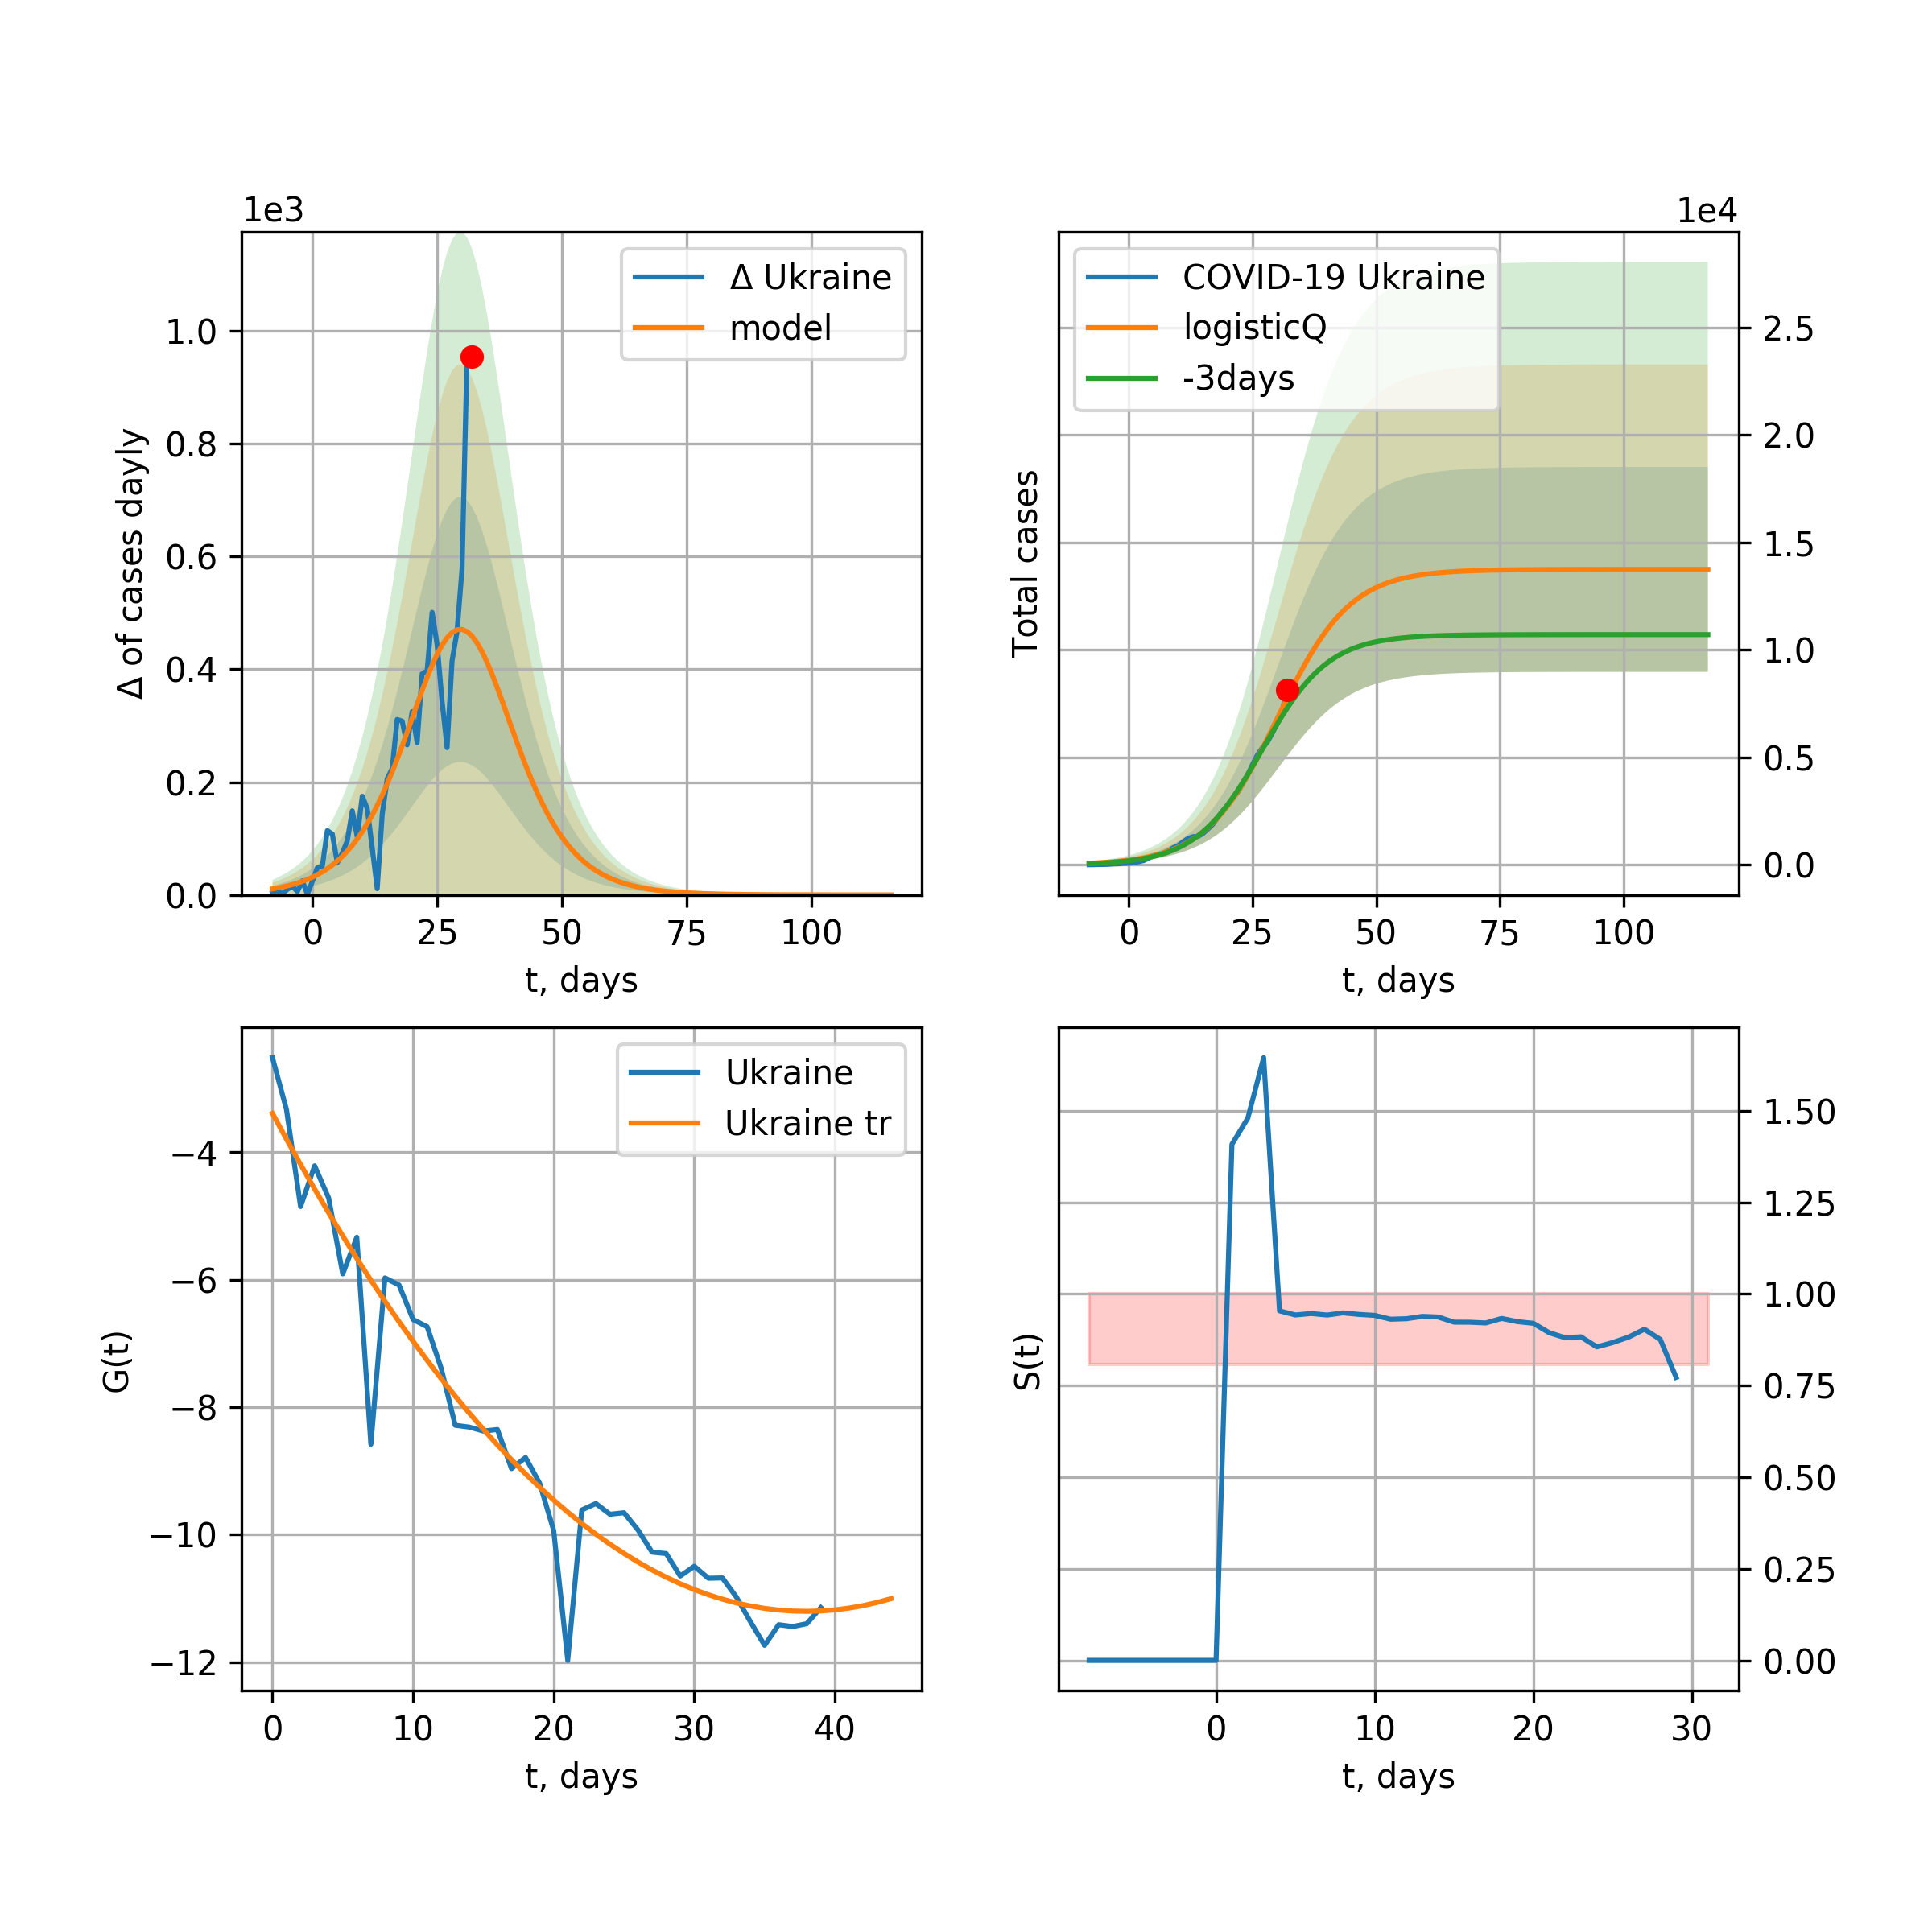 1e3
Δ Ukraine
model
1.0
0.8
0.6
0.4
0.2
0.0
Δ of cases dayly
0 25 50 75 100
t, days
1e4
COVID-19 Ukraine
logisticQ
-3days
Total cases
2.5
2.0
1.5
1.0
0.5
0.0
0 25 50 75 100
t, days
Ukraine
Ukraine tr
−4
−6
−8
−10
−12
G(t)
0 10 20 30 40
t, days
S(t)
1.50
1.25
1.00
0.75
0.50
0.25
0.00
0 10 20 30
t, days